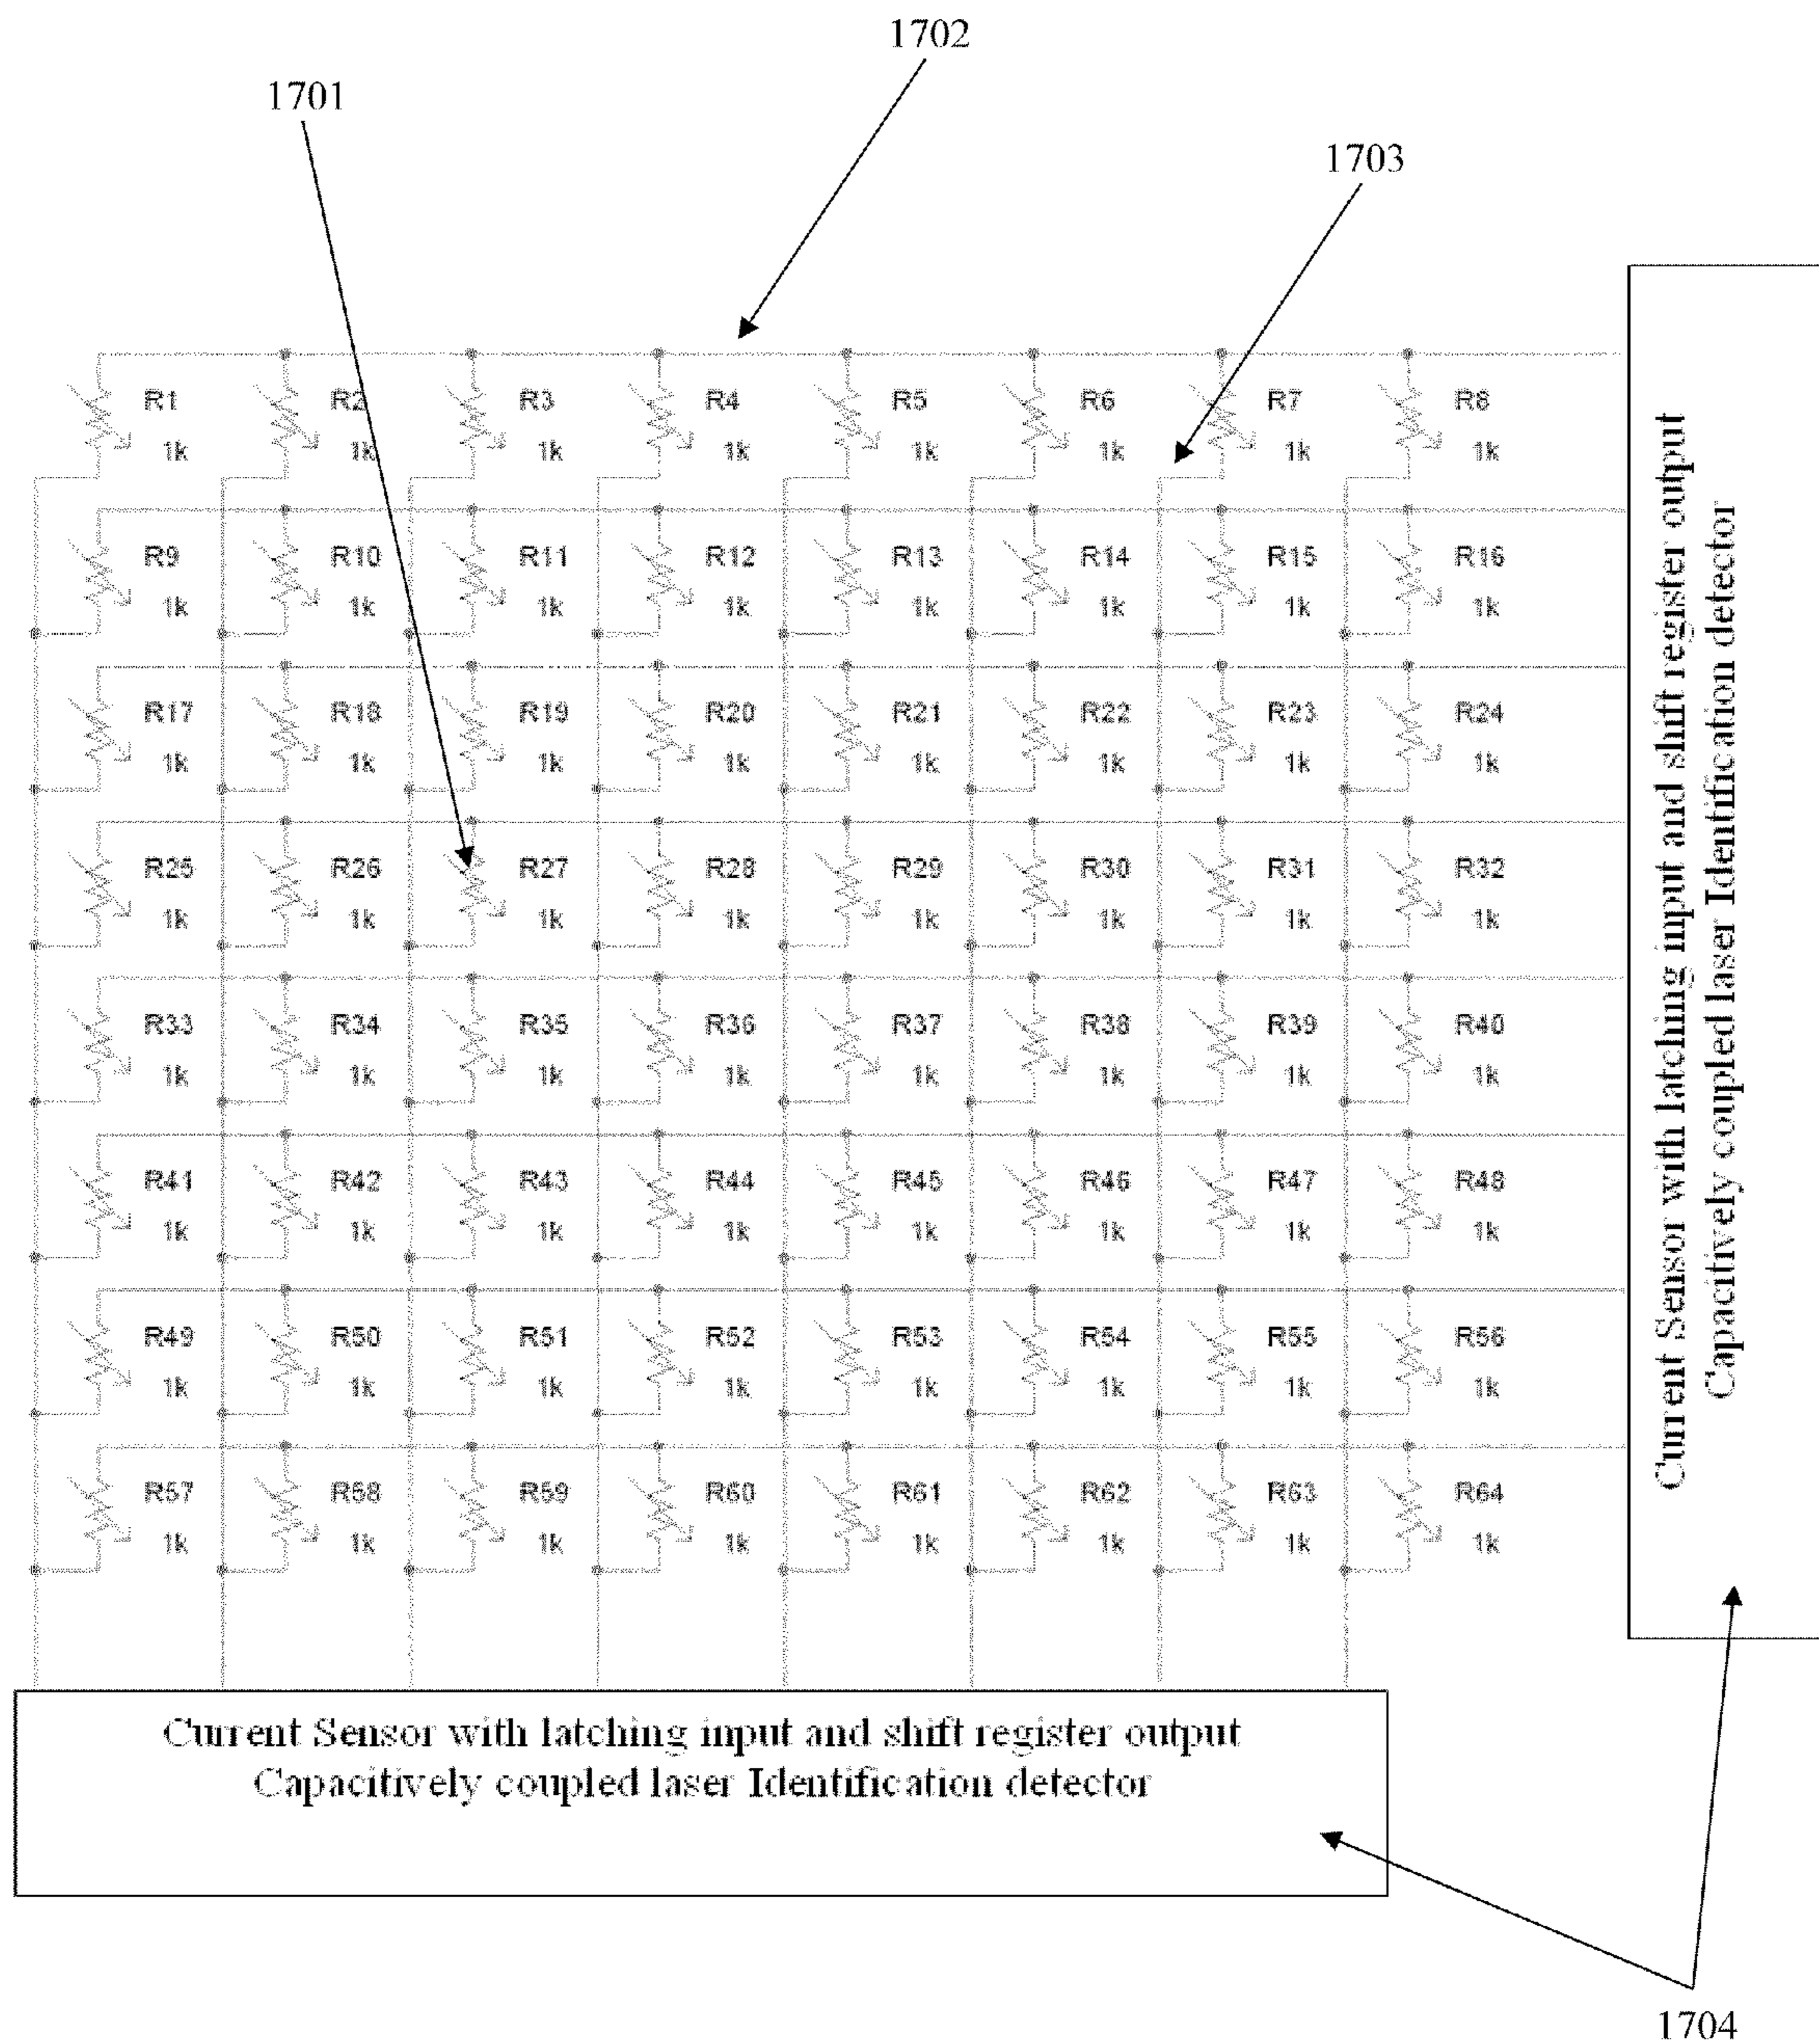 1702
1701
1703
R1 R2 R3 R4 R5 R6 R7 R8
1k 1k 1k 1k 1k 1k 1k 1k
R9 R10 R11 R12 R13 R14 R15 R16
1k 1k 1k 1k 1k 1k 1k 1k
R17 R18 R19 R20 R21 R22 R23 R24
1k 1k 1k 1k 1k 1k 1k 1k
R25 R26 R27 R28 R29 R30 R31 R32
1k 1k 1k 1k 1k 1k 1k 1k
R33 R34 R35 R36 R37 R38 R39 R40
1k 1k 1k 1k 1k 1k 1k 1k
R41 R42 R43 R44 R45 R46 R47 R48
1k 1k 1k 1k 1k 1k 1k 1k
R49 R50 R51 R52 R53 R54 R55 R56
1k 1k 1k 1k 1k 1k 1k 1k
R57 R58 R59 R60 R61 R62 R63 R64
1k 1k 1k 1k 1k 1k 1k 1k
Current Sensor with latching input and shift register output
Capacitively coupled laser Identification detector
Current Sensor with latching input and shift register output
Capacitively coupled laser Identification detector
1704